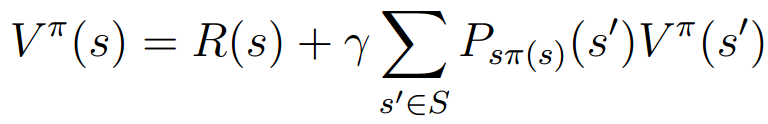 V^π(s) = R(s) + γ ∑_{s′∈S} P_{sπ(s)}(s′)V^π(s′)